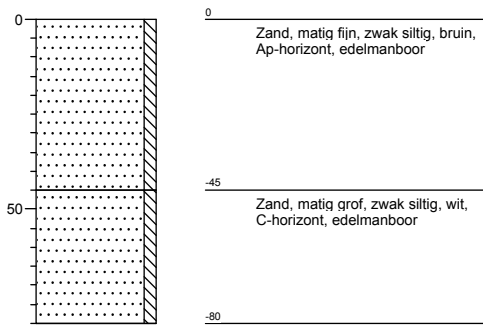 0
0
Zand, matig fijn, zwak siltig, bruin,
Ap-horizont, edelmanboor
-45
Zand, matig grof, zwak siltig, wit,
C-horizont, edelmanboor
50
-80